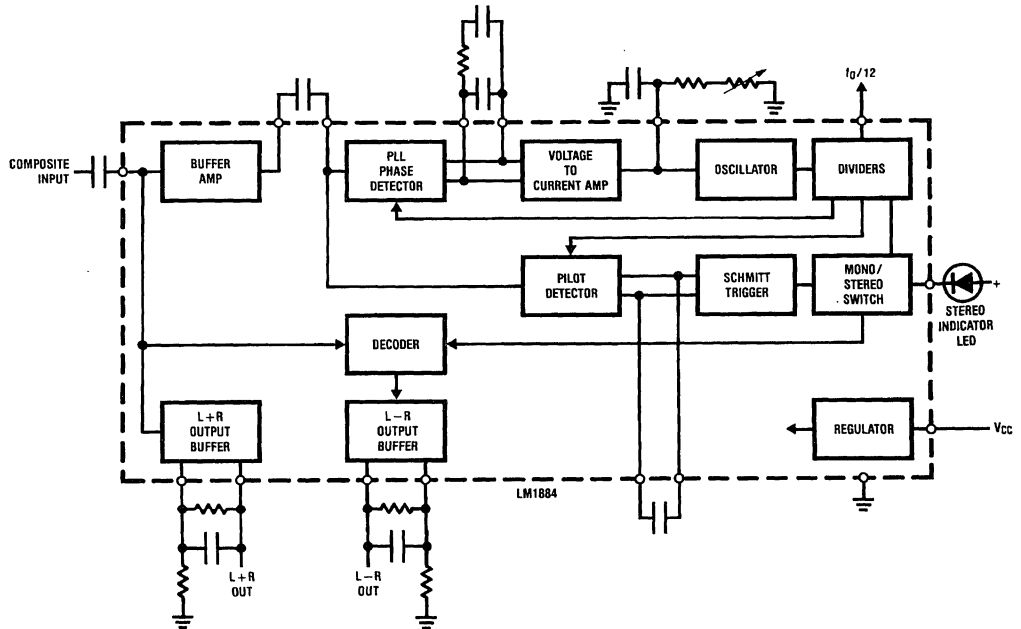 f₀/12
COMPOSITE
INPUT
BUFFER
AMP
PLL
PHASE
DETECTOR
VOLTAGE
TO
CURRENT AMP
OSCILLATOR
DIVIDERS
PILOT
DETECTOR
SCHMITT
TRIGGER
MONO/
STEREO
SWITCH
+
STEREO
INDICATOR
LED
DECODER
L+R
OUTPUT
BUFFER
L−R
OUTPUT
BUFFER
REGULATOR
VCC
LM1884
L+R
OUT
L−R
OUT